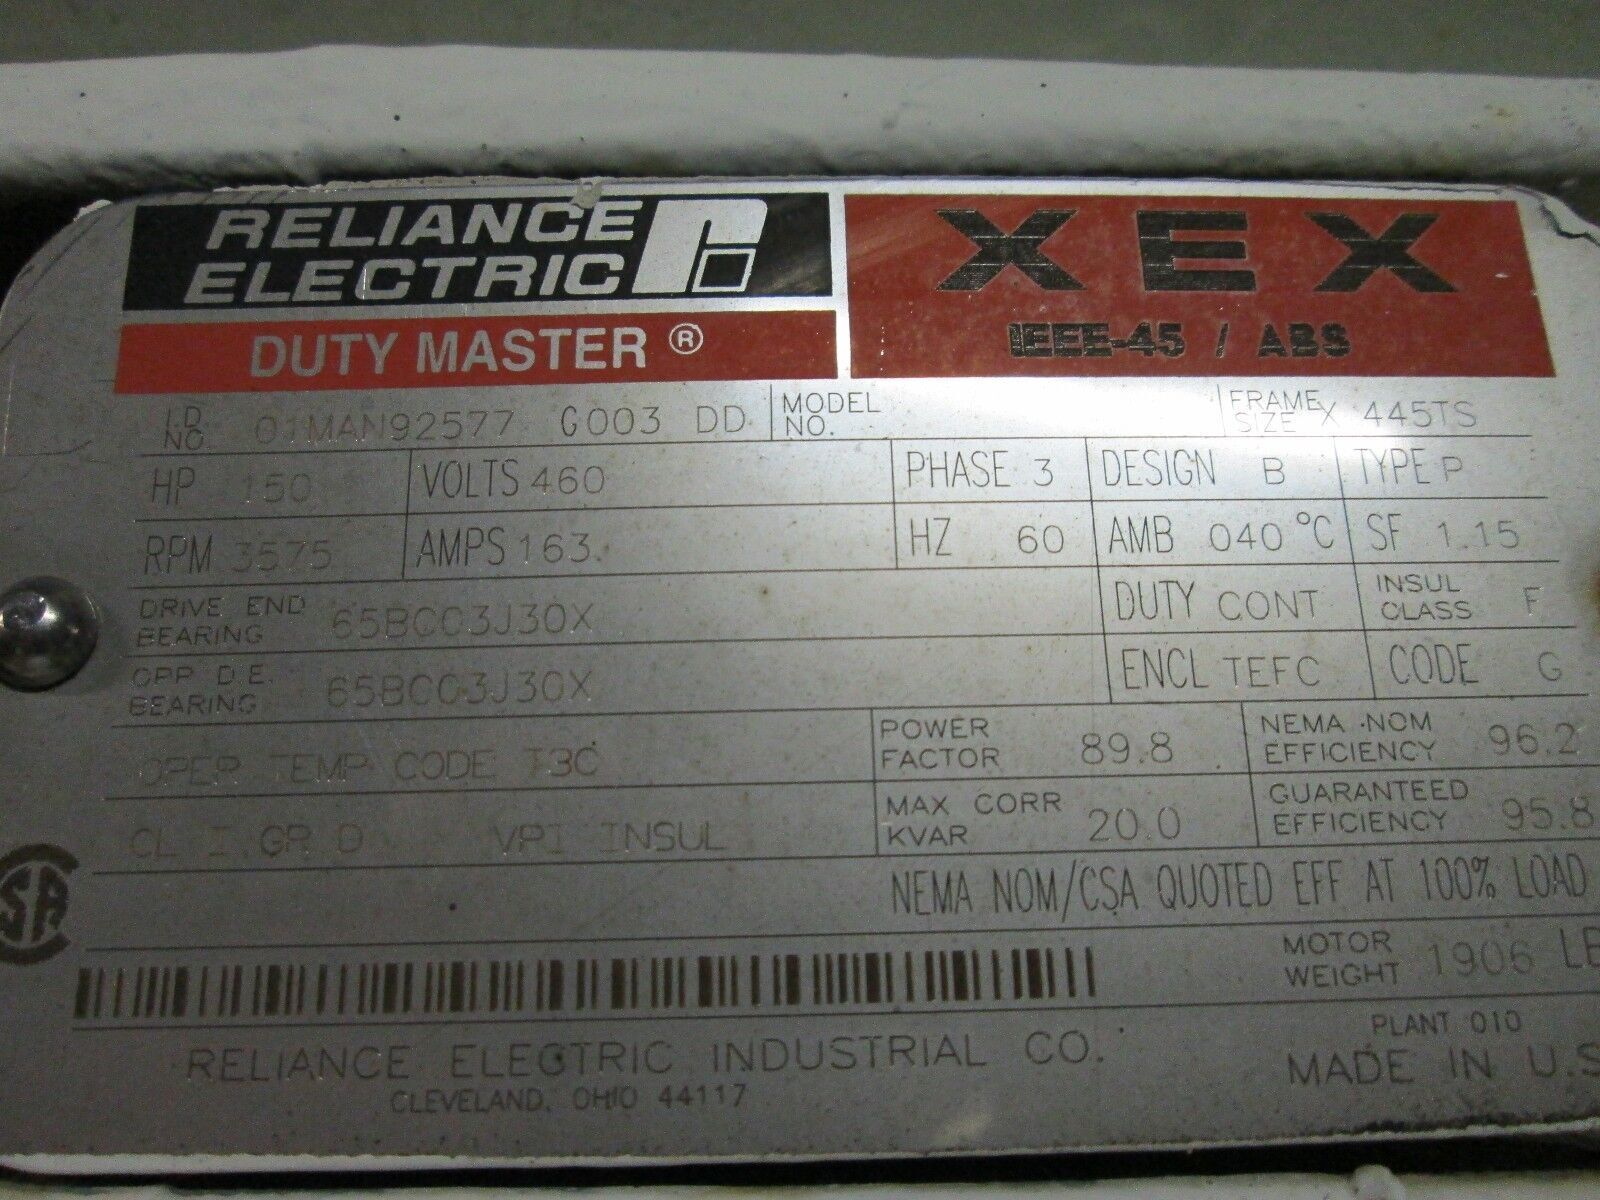 RELIANCE
ELECTRIC
XEX
DUTY MASTER ®
IEEE-45 / ABS
I.D. NO. 01MAN92577 G003 DD MODEL NO. FRAME SIZE X 445TS
HP 150 VOLTS 460 PHASE 3 DESIGN B TYPE P
RPM 3575 AMPS 163. HZ 60 AMB 040 °C SF 1.15
DRIVE END BEARING 65BCC3J30X DUTY CONT INSUL CLASS F
OPP D.E. BEARING 65BCC3J30X ENCL TEFC CODE G
OPER TEMP CODE T3C POWER FACTOR 89.8 NEMA NOM EFFICIENCY 96.2
CL I, GR D VPI INSUL MAX CORR KVAR 20.0 GUARANTEED EFFICIENCY 95.8
NEMA NOM/CSA QUOTED EFF AT 100% LOAD
SA
MOTOR WEIGHT 1906 LB
RELIANCE ELECTRIC INDUSTRIAL CO. PLANT 010
CLEVELAND, OHIO 44117 MADE IN U.S